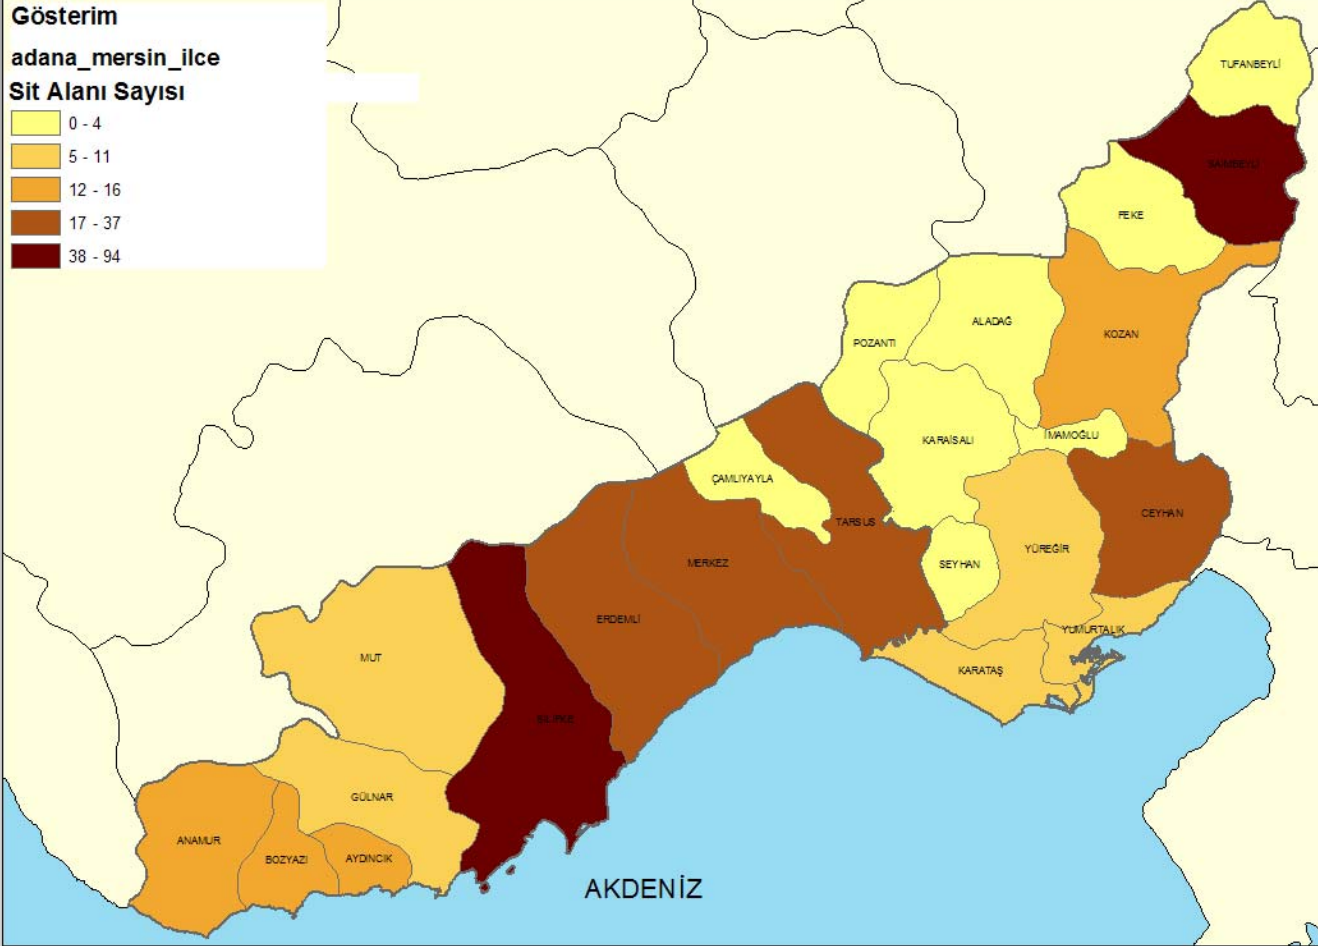 Gösterim
adana_mersin_ilce
Sit Alanı Sayısı
0 - 4
5 - 11
12 - 16
17 - 37
38 - 94
TUFANBEYLİ
SAİMBEYLİ
FEKE
ALADAĞ
KOZAN
POZANTI
KARAİSALI
İMAMOĞLU
ÇAMLIYAYLA
TARSUS
CEYHAN
MERKEZ
YÜREĞİR
SEYHAN
ERDEMLİ
YUMURTALIK
MUT
KARATAŞ
SİLİFKE
GÜLNAR
ANAMUR
BOZYAZI
AYDINCIK
AKDENİZ